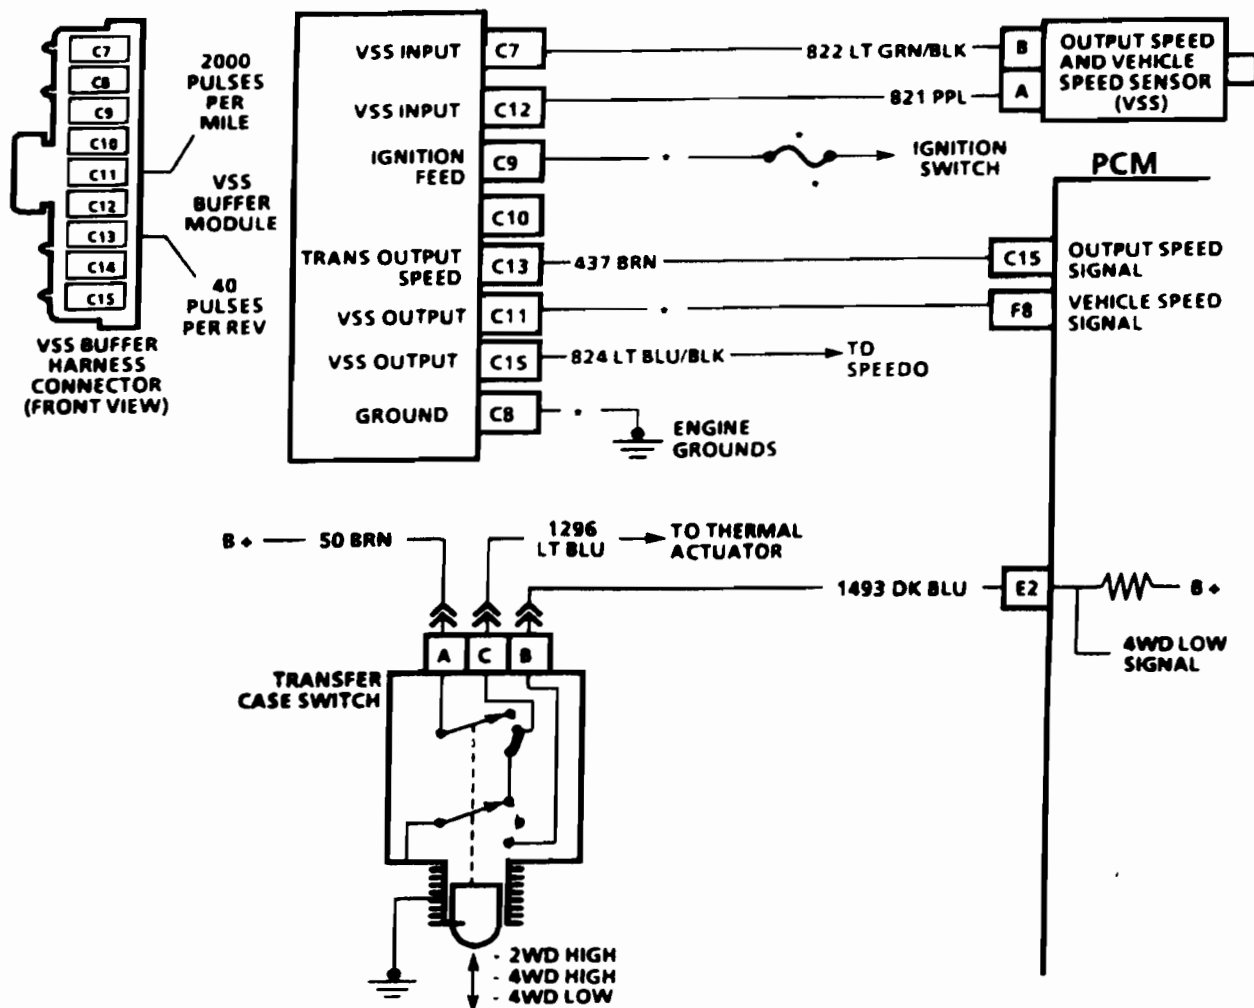 C7
C8
C9
C10
C11
C12
C13
C14
C15
2000
PULSES
PER
MILE
VSS
BUFFER
MODULE
40
PULSES
PER REV
VSS BUFFER
HARNESS
CONNECTOR
(FRONT VIEW)
VSS INPUT
C7
822 LT GRN/BLK
B
OUTPUT SPEED
AND VEHICLE
SPEED SENSOR
(VSS)
VSS INPUT
C12
821 PPL
A
IGNITION
FEED
C9
*
*
*
IGNITION
SWITCH
C10
PCM
TRANS OUTPUT
SPEED
C13
437 BRN
C15
OUTPUT SPEED
SIGNAL
VSS OUTPUT
C11
*
F8
VEHICLE SPEED
SIGNAL
VSS OUTPUT
C15
824 LT BLU/BLK
TO
SPEEDO
GROUND
C8
*
ENGINE
GROUNDS
B +
50 BRN
1296
LT BLU
TO THERMAL
ACTUATOR
1493 DK BLU
E2
B +
4WD LOW
SIGNAL
A
C
B
TRANSFER
CASE SWITCH
- 2WD HIGH
- 4WD HIGH
- 4WD LOW